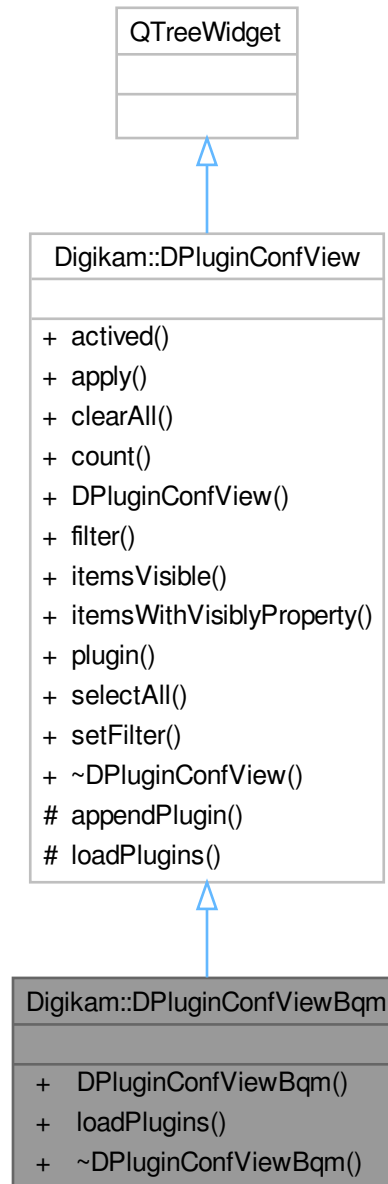 QTreeWidget
Digikam::DPluginConfView
+ actived()
+ apply()
+ clearAll()
+ count()
+ DPluginConfView()
+ filter()
+ itemsVisible()
+ itemsWithVisiblyProperty()
+ plugin()
+ selectAll()
+ setFilter()
+ ~DPluginConfView()
# appendPlugin()
# loadPlugins()
Digikam::DPluginConfViewBqm
+ DPluginConfViewBqm()
+ loadPlugins()
+ ~DPluginConfViewBqm()